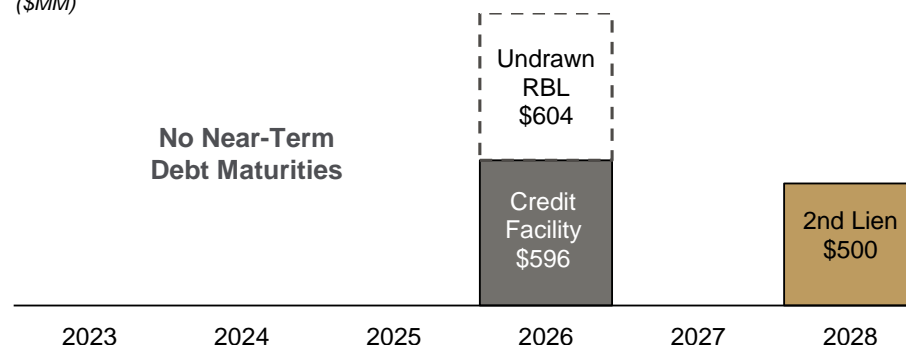 ($MM)
Undrawn
RBL
$604
No Near-Term
Debt Maturities
Credit
Facility
$596
2nd Lien
$500
2023 2024 2025 2026 2027 2028